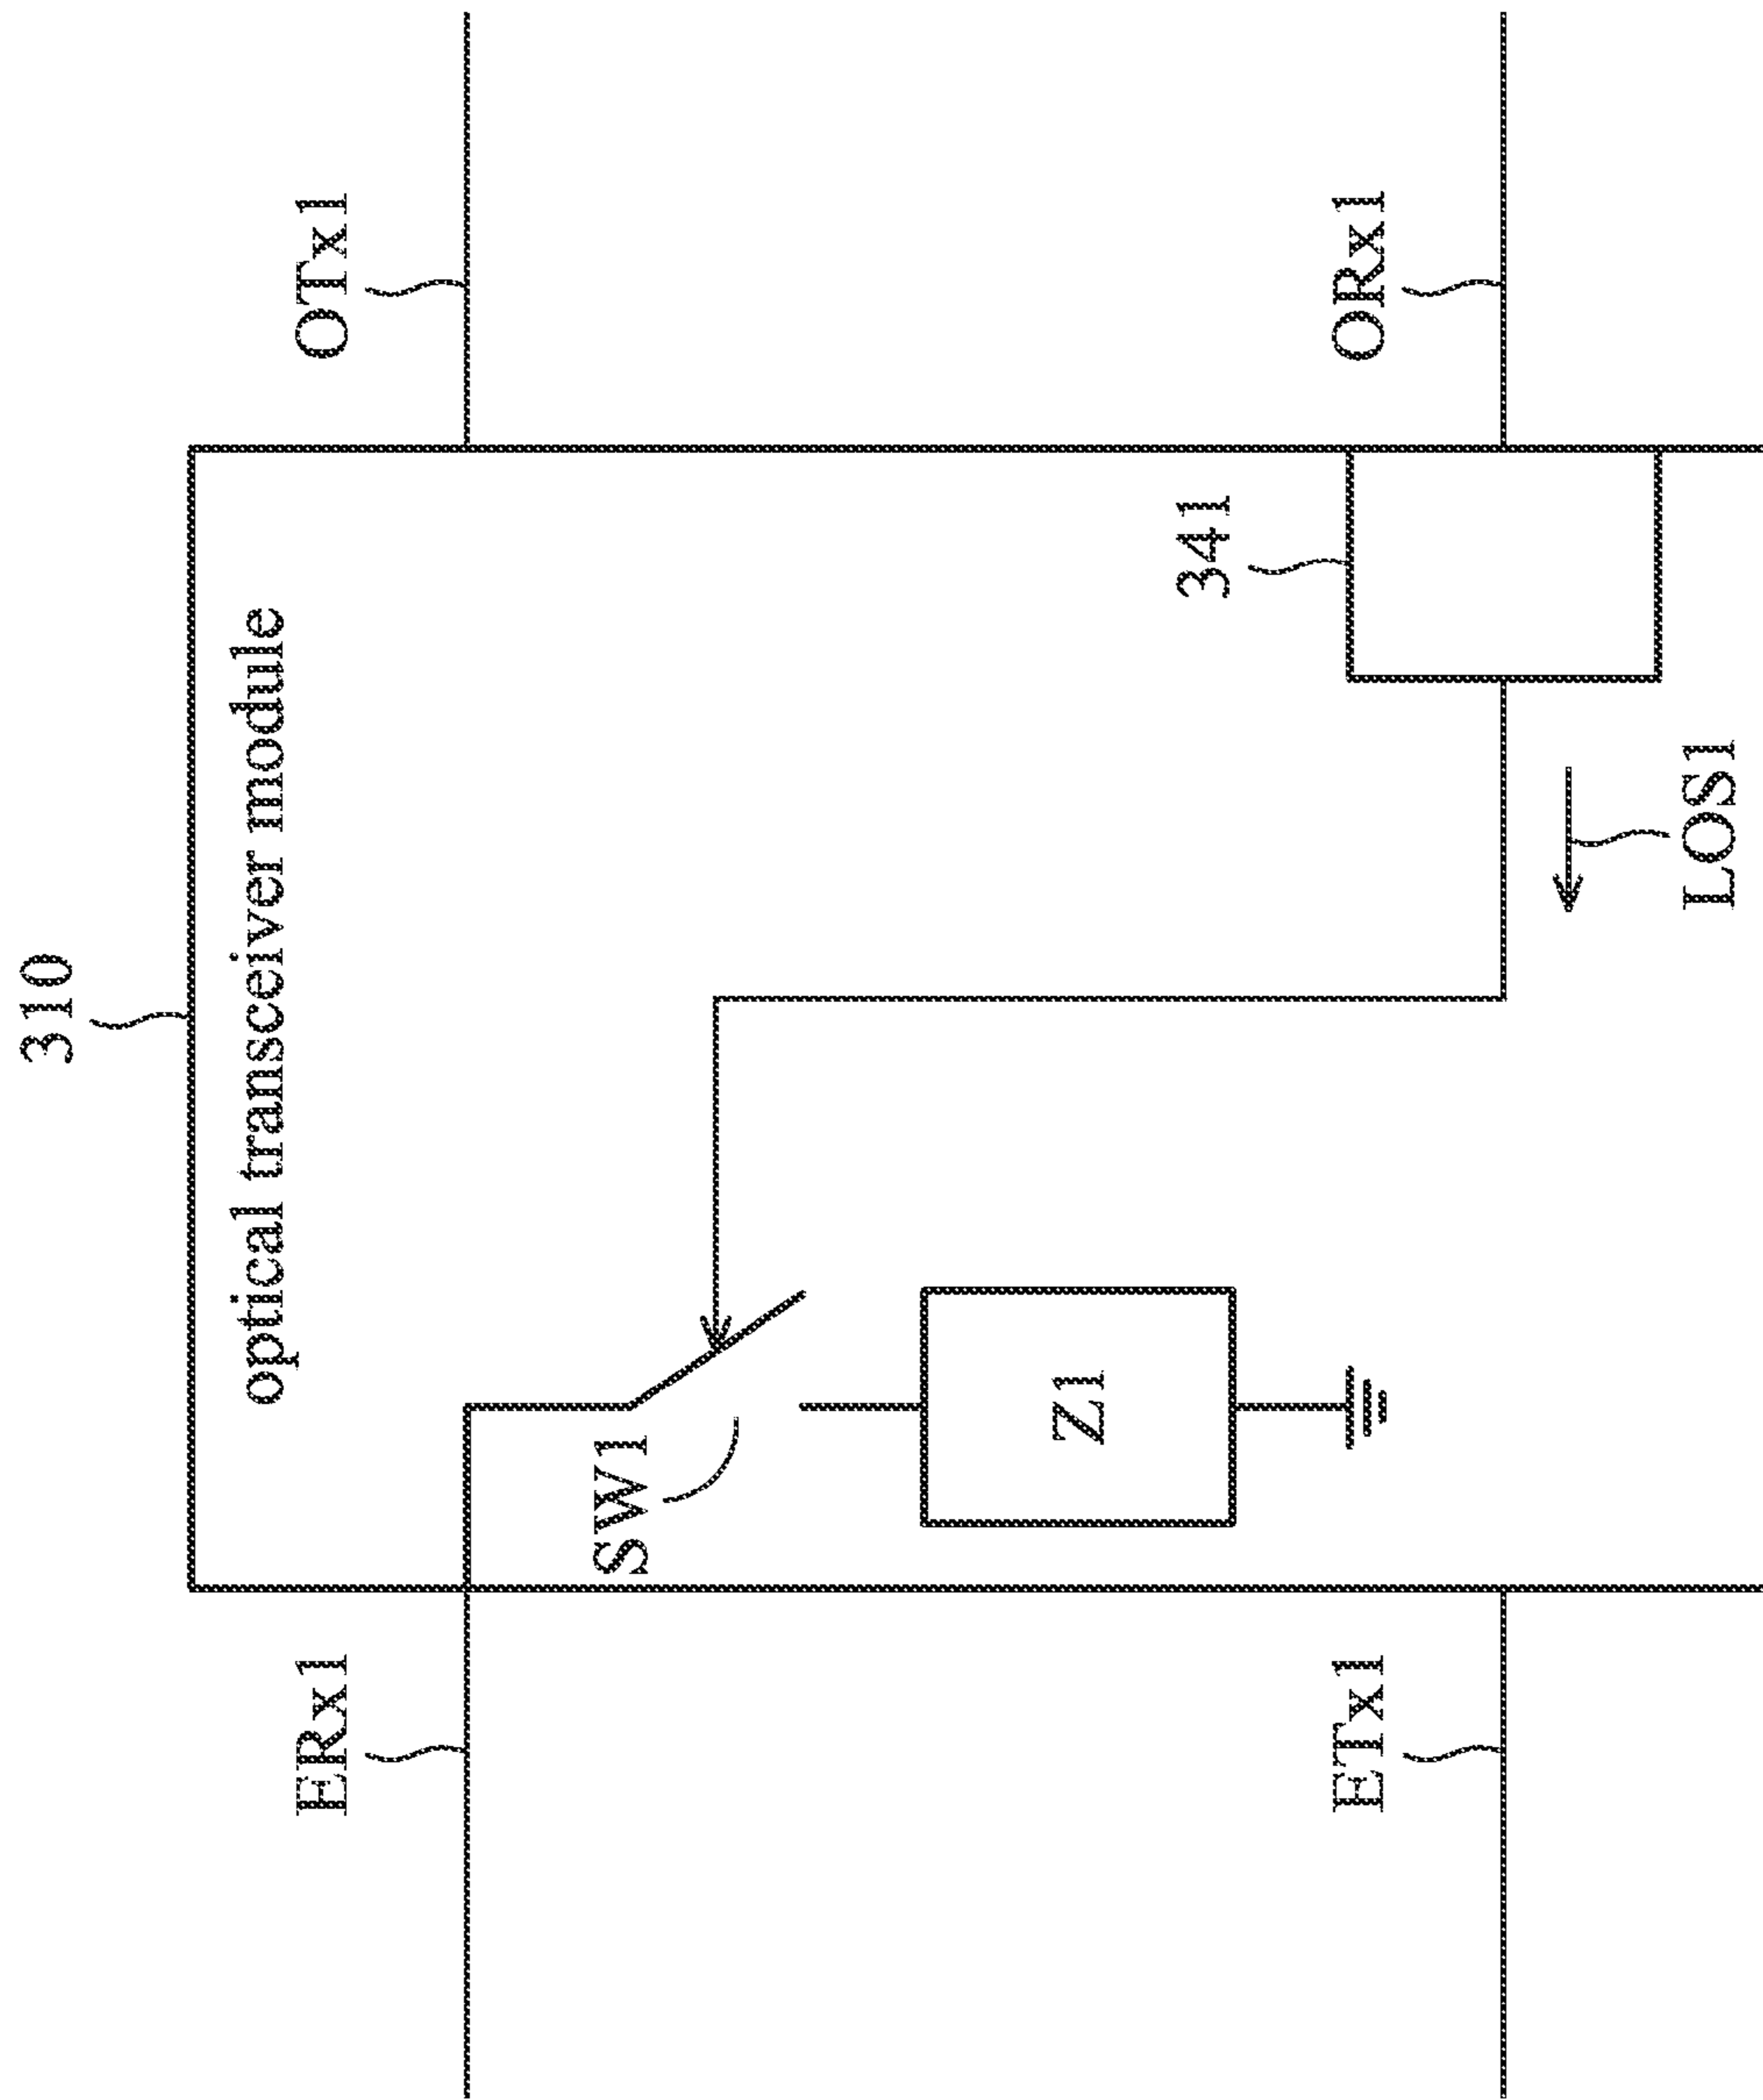 310
optical transceiver module
ERx1
OTx1
SW1
341
Z1
ETx1
ORx1
LOS1